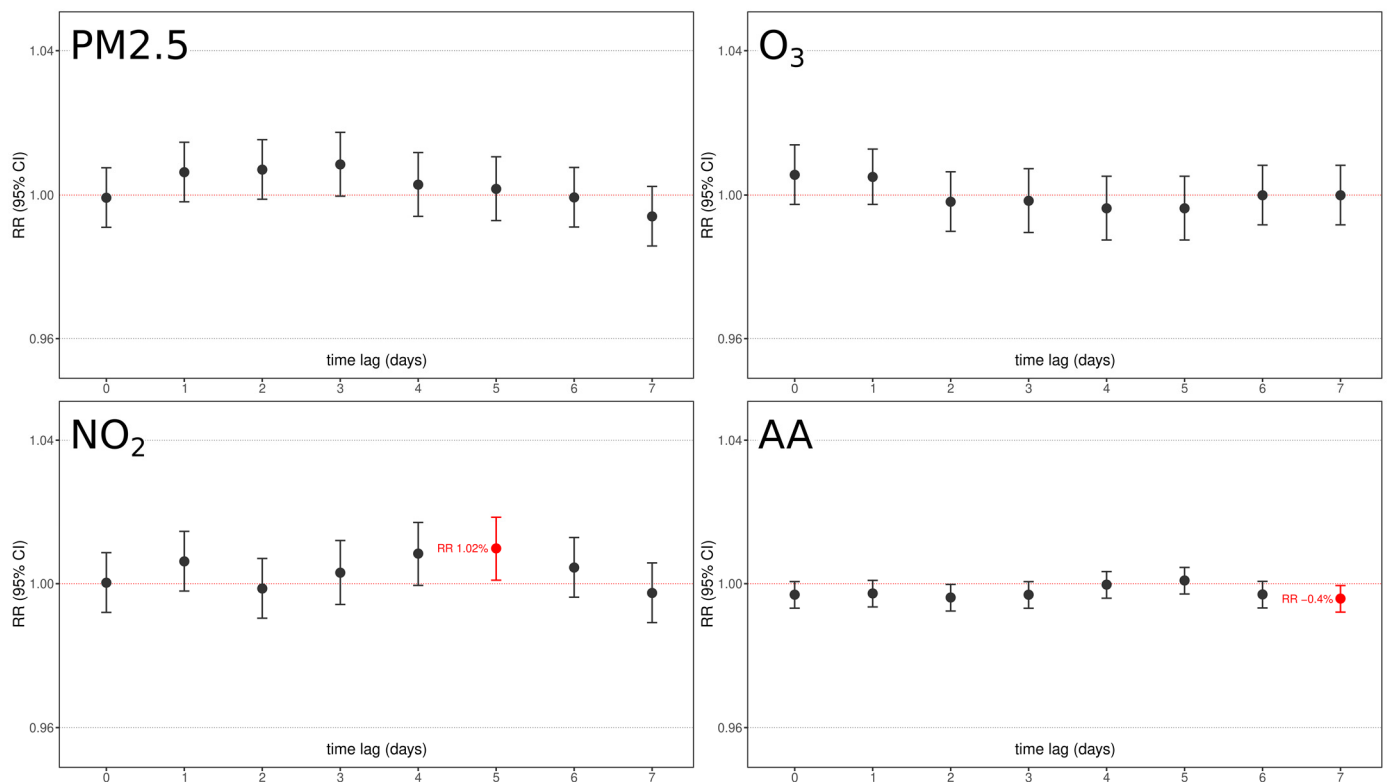 PM2.5
1.04
1.00
0.96
RR (95% CI)
time lag (days)
0 1 2 3 4 5 6 7
O₃
1.04
1.00
0.96
RR (95% CI)
time lag (days)
0 1 2 3 4 5 6 7
NO₂
1.04
1.00
0.96
RR (95% CI)
RR 1.02%
time lag (days)
0 1 2 3 4 5 6 7
AA
1.04
1.00
0.96
RR (95% CI)
RR −0.4%
time lag (days)
0 1 2 3 4 5 6 7